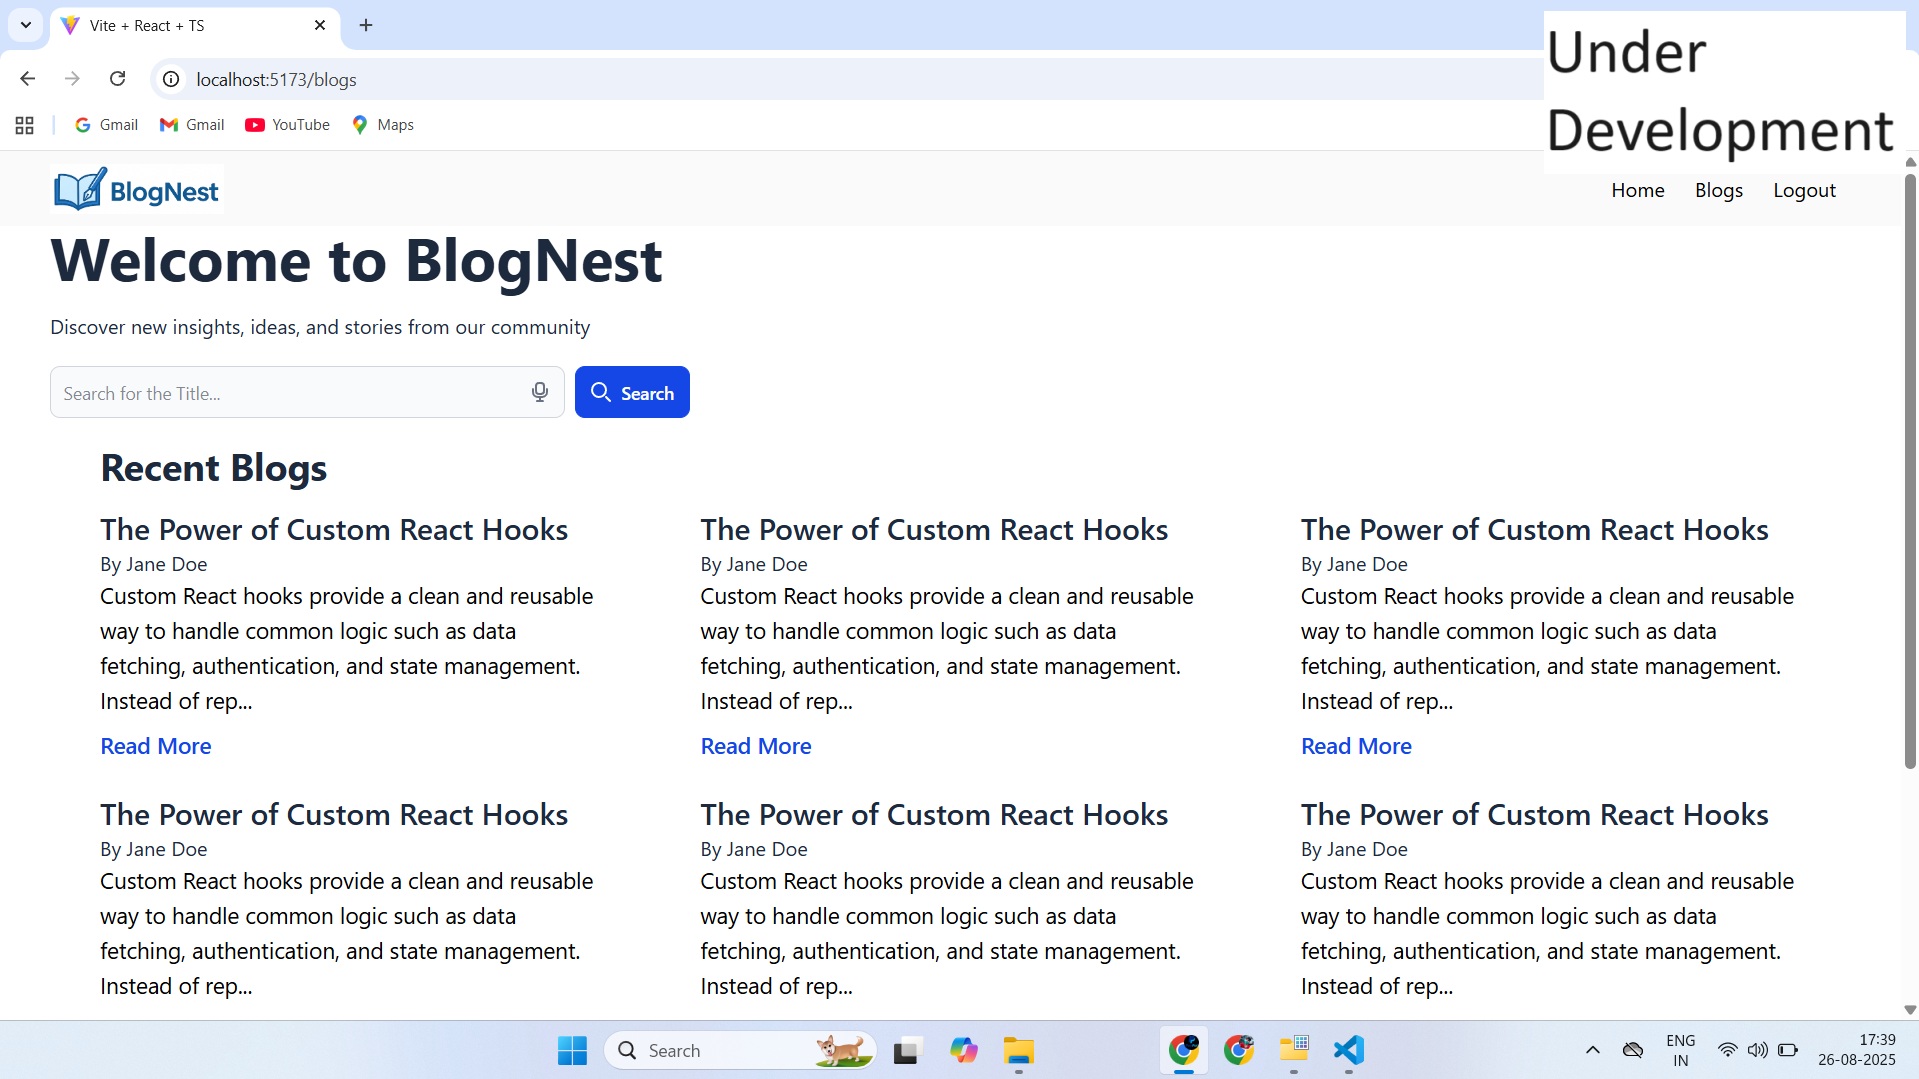 Vite + React + TS
Under
Development
localhost:5173/blogs
Gmail
Gmail
YouTube
Maps
BlogNest
Home
Blogs
Logout
Welcome to BlogNest
Discover new insights, ideas, and stories from our community
Search for the Title...
Search
Recent Blogs
The Power of Custom React Hooks
By Jane Doe
Custom React hooks provide a clean and reusable
way to handle common logic such as data
fetching, authentication, and state management.
Instead of rep...
Read More
The Power of Custom React Hooks
By Jane Doe
Custom React hooks provide a clean and reusable
way to handle common logic such as data
fetching, authentication, and state management.
Instead of rep...
Read More
The Power of Custom React Hooks
By Jane Doe
Custom React hooks provide a clean and reusable
way to handle common logic such as data
fetching, authentication, and state management.
Instead of rep...
Read More
The Power of Custom React Hooks
By Jane Doe
Custom React hooks provide a clean and reusable
way to handle common logic such as data
fetching, authentication, and state management.
Instead of rep...
The Power of Custom React Hooks
By Jane Doe
Custom React hooks provide a clean and reusable
way to handle common logic such as data
fetching, authentication, and state management.
Instead of rep...
The Power of Custom React Hooks
By Jane Doe
Custom React hooks provide a clean and reusable
way to handle common logic such as data
fetching, authentication, and state management.
Instead of rep...
Search
ENG
IN
17:39
26-08-2025